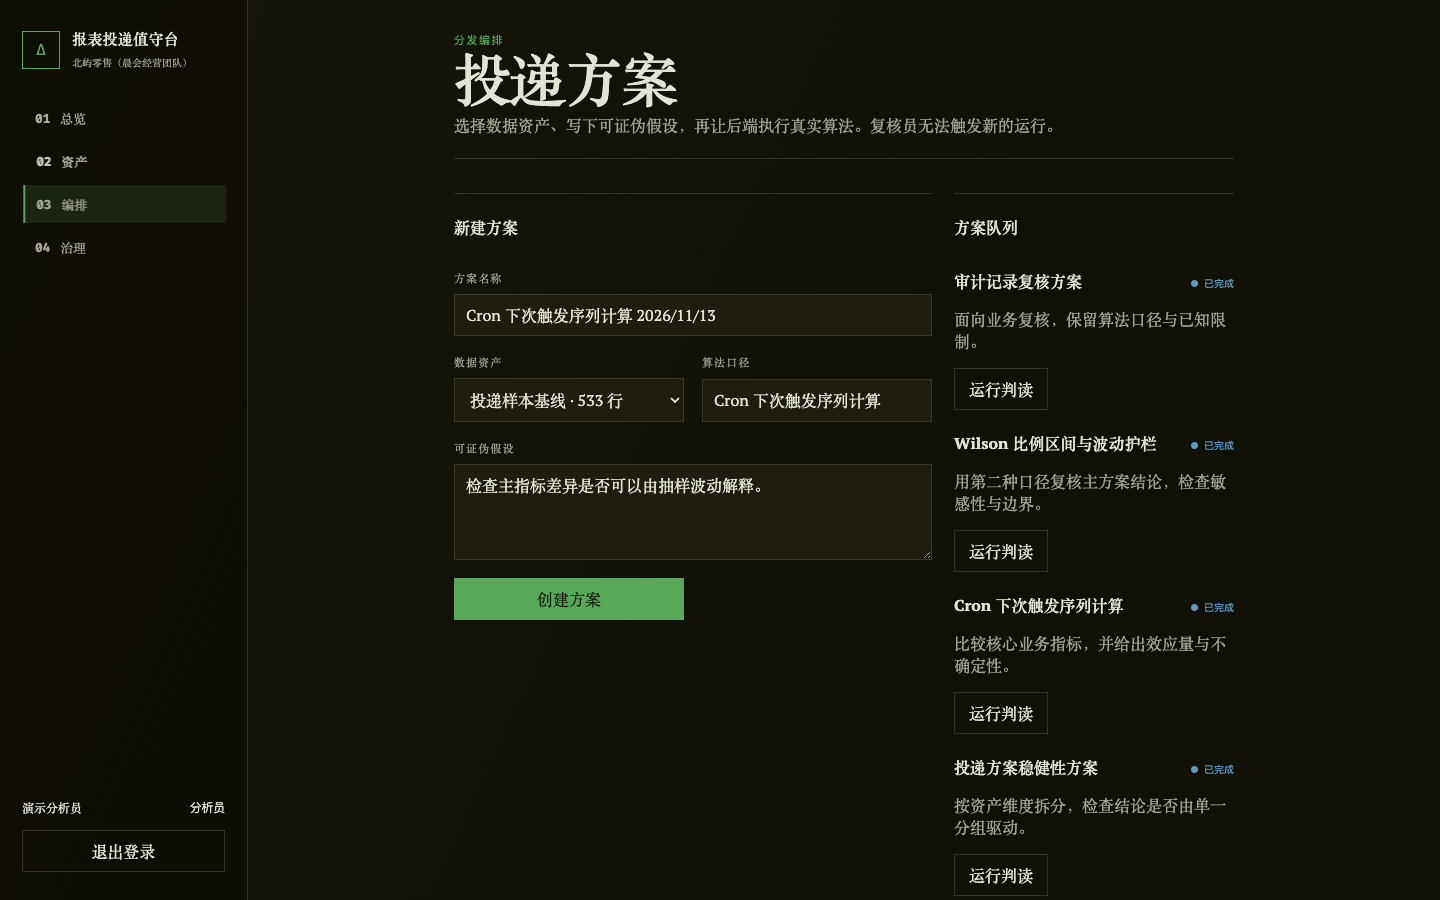 Δ
报表投递值守台
北屿零售（晨会经营团队）
01 总览
02 资产
03 编排
04 治理
演示分析员
分析员
退出登录
分发编排
投递方案
选择数据资产、写下可证伪假设，再让后端执行真实算法。复核员无法触发新的运行。
新建方案
方案名称
Cron 下次触发序列计算 2026/11/13
数据资产
算法口径
投递样本基线 · 533 行
Cron 下次触发序列计算
可证伪假设
检查主指标差异是否可以由抽样波动解释。
创建方案
方案队列
审计记录复核方案
已完成
面向业务复核，保留算法口径与已知限
制。
运行判读
Wilson 比例区间与波动护栏
已完成
用第二种口径复核主方案结论，检查敏
感性与边界。
运行判读
Cron 下次触发序列计算
已完成
比较核心业务指标，并给出效应量与不
确定性。
运行判读
投递方案稳健性方案
已完成
按资产维度拆分，检查结论是否由单一
分组驱动。
运行判读